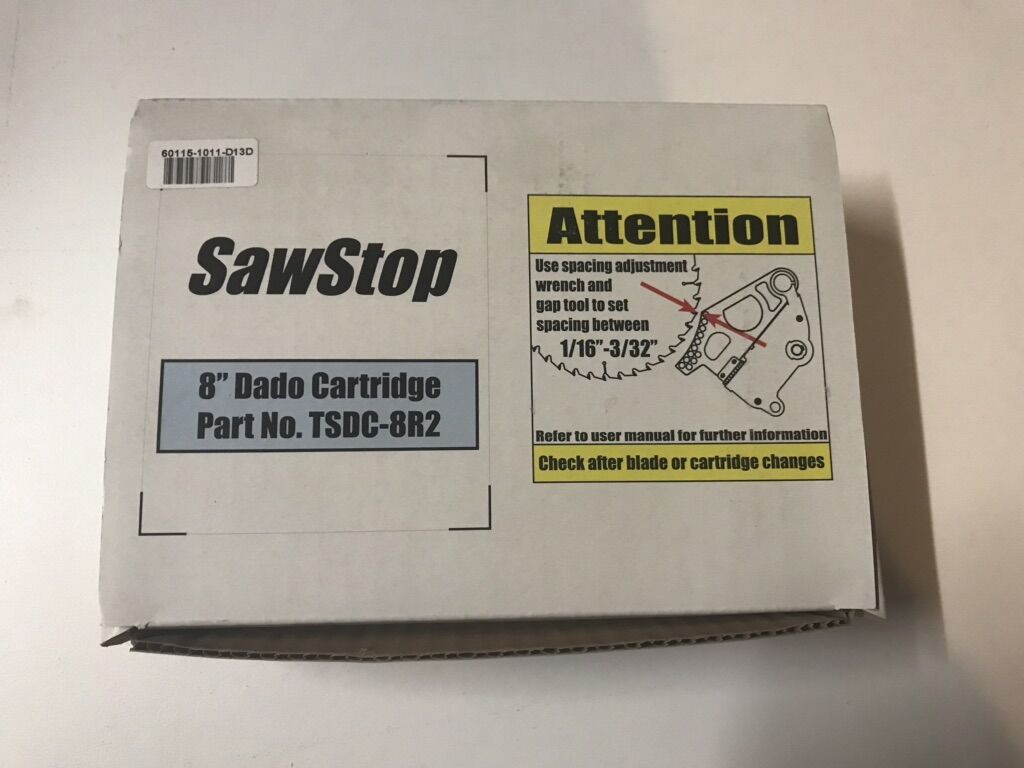 60115-1011-D13D
SawStop
8” Dado Cartridge
Part No. TSDC-8R2
Attention
Use spacing adjustment
wrench and
gap tool to set
spacing between
1/16”-3/32”
Refer to user manual for further information
Check after blade or cartridge changes